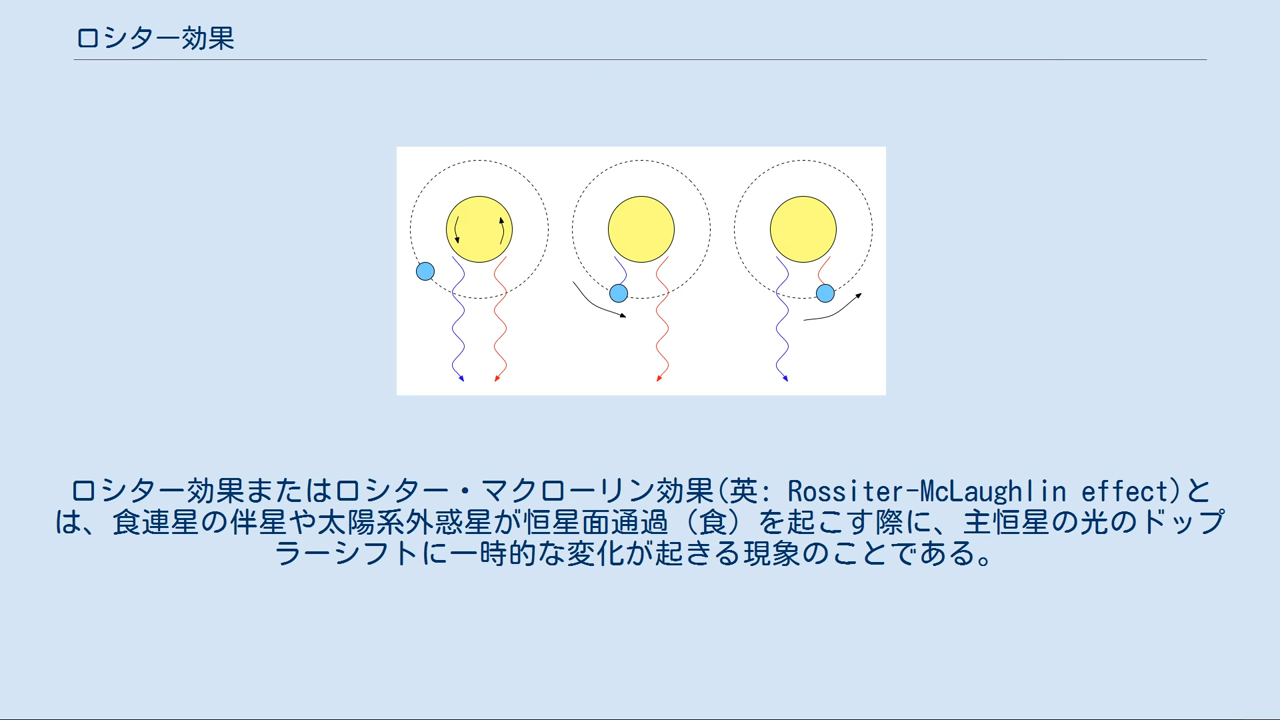 ロシター効果
ロシター効果またはロシター・マクローリン効果(英: Rossiter-McLaughlin effect)と
は、食連星の伴星や太陽系外惑星が恒星面通過（食）を起こす際に、主恒星の光のドップ
ラーシフトに一時的な変化が起きる現象のことである。